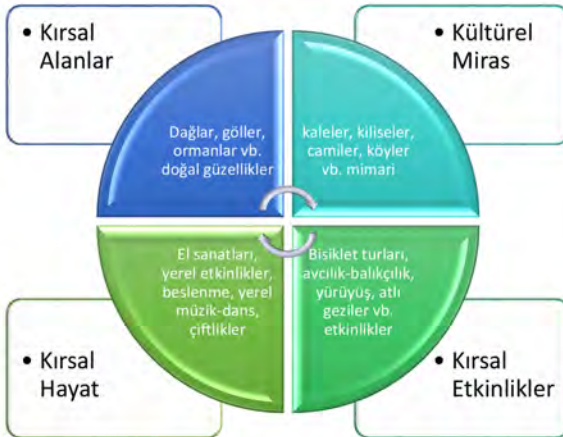 • Kırsal
Alanlar
• Kültürel
Miras
Dağlar, göller,
ormanlar vb.
doğal güzellikler
kaleler, kiliseler,
camiler, köyler
vb. mimari
El sanatları,
yerel etkinlikler,
beslenme, yerel
müzik-dans,
çiftlikler
Bisiklet turları,
avcılık-balıkçılık,
yürüyüş, atlı
geziler vb.
etkinlikler
• Kırsal
Hayat
• Kırsal
Etkinlikler